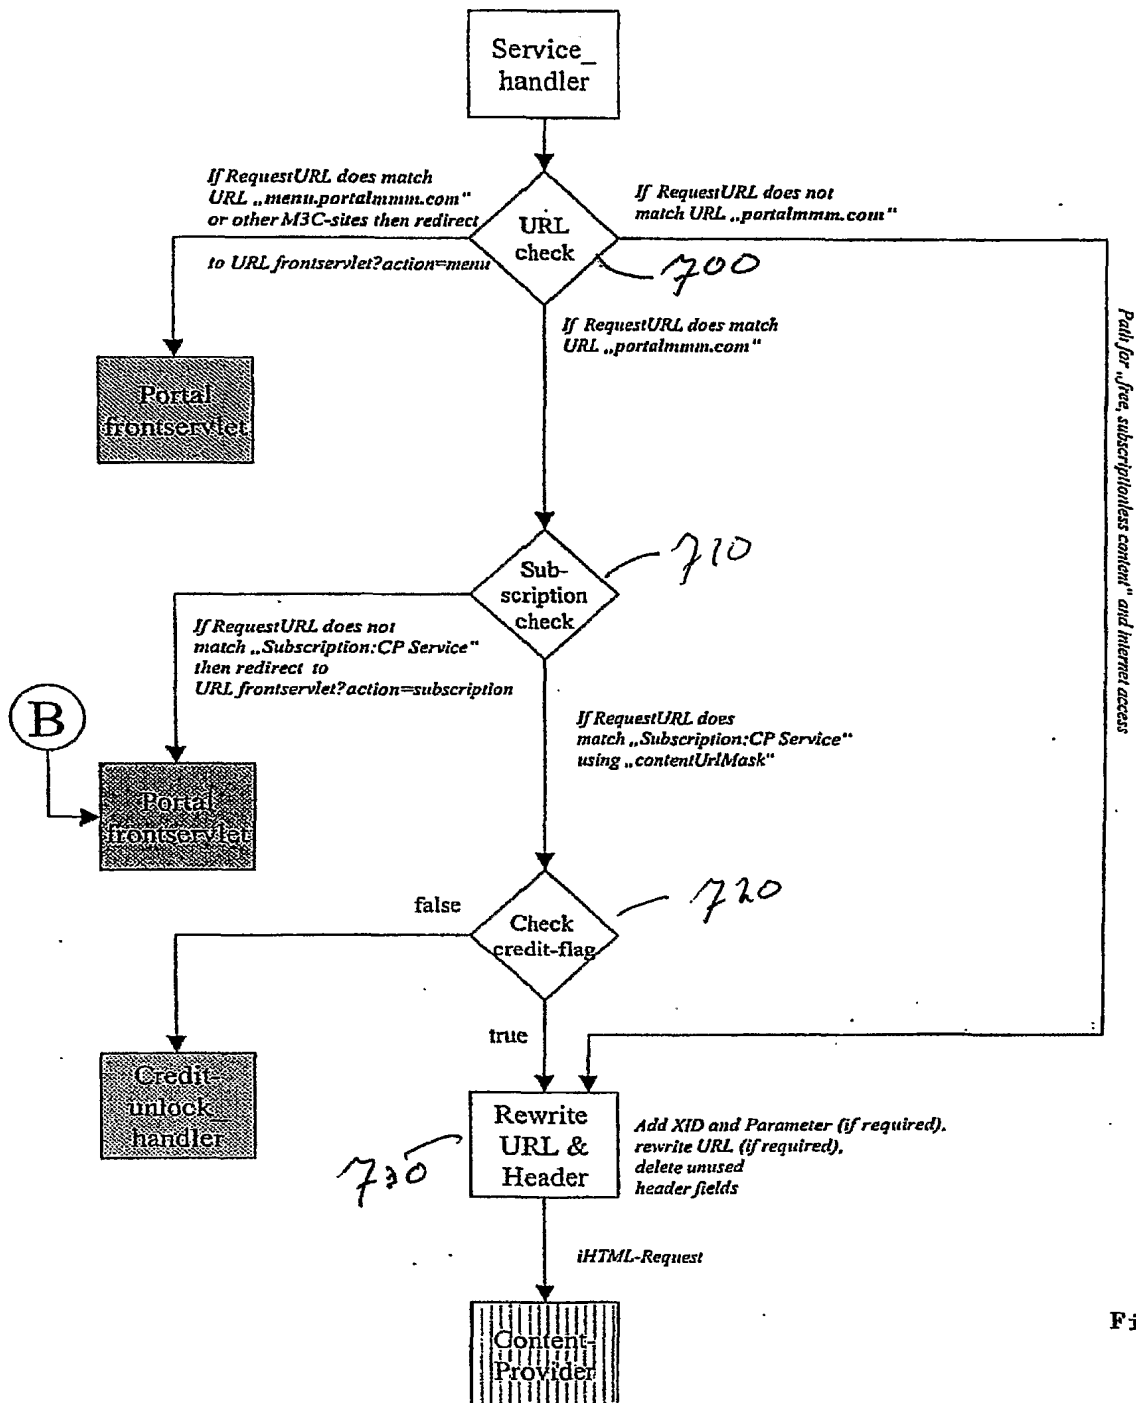 Service_
handler
If RequestURL does match
URL „menu.portalmmm.com“
or other M3C-sites then redirect
to URL frontservlet?action=menu
URL
check
If RequestURL does not
match URL „portalmmm.com“
700
If RequestURL does match
URL „portalmmm.com“
Portal
frontservlet
Path for „free, subscriptionless content“ and internet access
Sub-
scription
check
710
If RequestURL does not
match „Subscription:CP Service“
then redirect to
URL frontservlet?action=subscription
B
If RequestURL does
match „Subscription:CP Service“
using „contentUrlMask“
Portal
frontservlet
false
Check
credit-flag
720
true
Credit-
unlock_
handler
Rewrite
URL &
Header
730
Add XID and Parameter (if required),
rewrite URL (if required),
delete unused
header fields
iHTML-Request
Content-
Provider
Fi